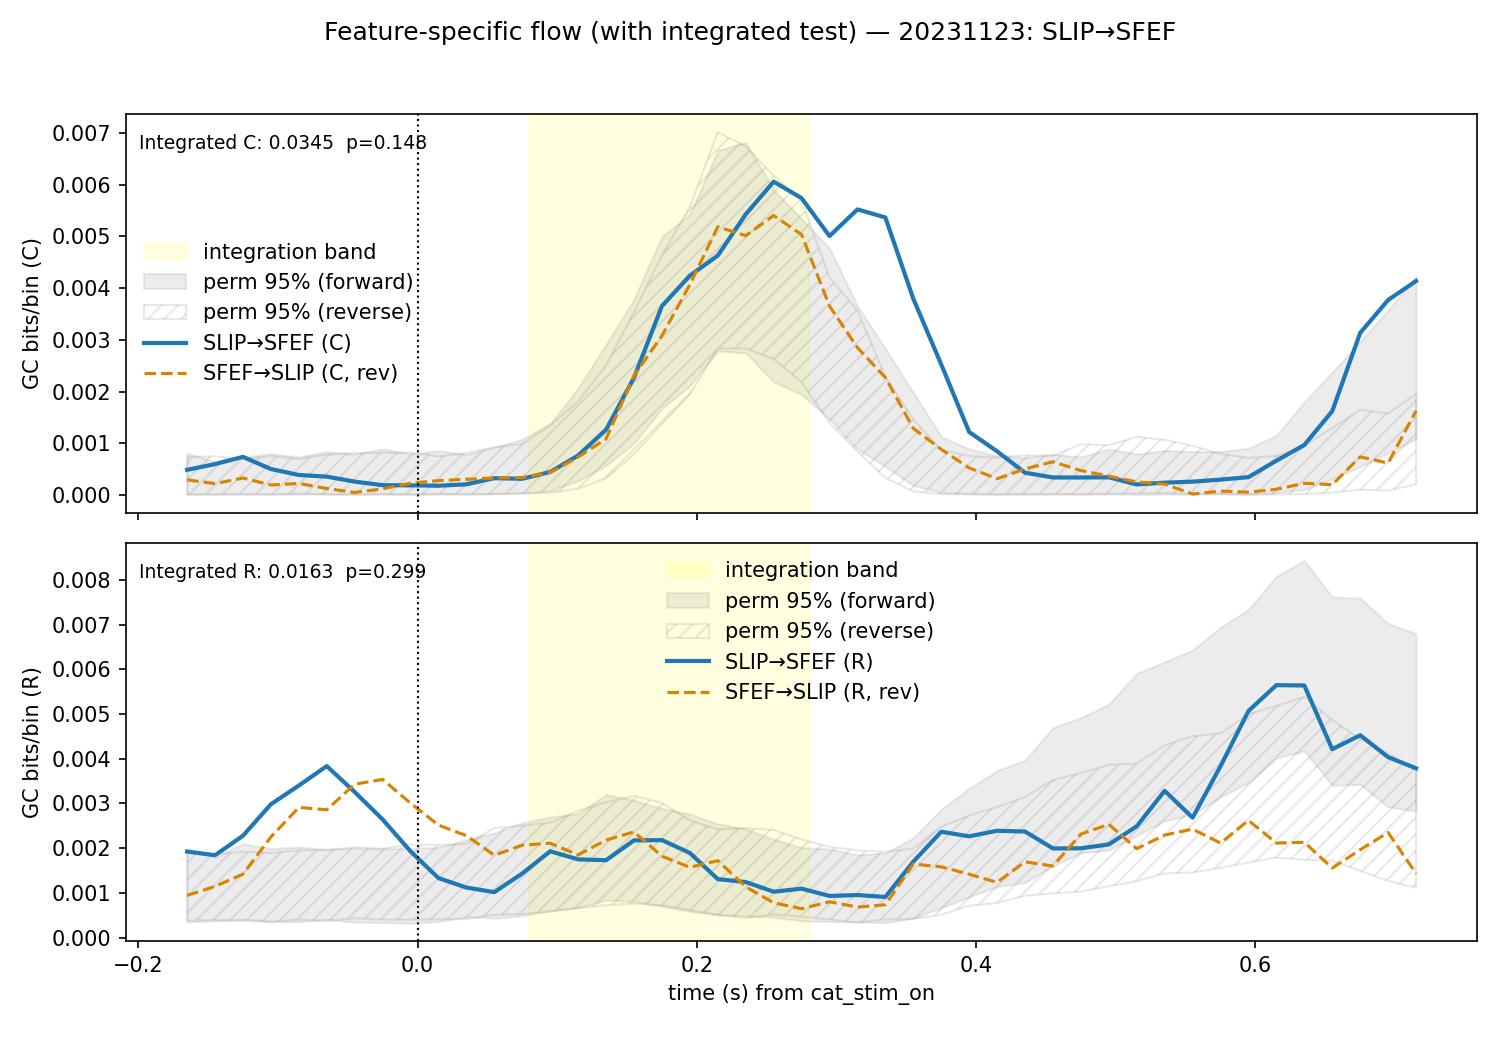 Feature-specific flow (with integrated test) — 20231123: SLIP→SFEF
Integrated C: 0.0345  p=0.148
integration band
perm 95% (forward)
perm 95% (reverse)
SLIP→SFEF (C)
SFEF→SLIP (C, rev)
GC bits/bin (C)
0.007
0.006
0.005
0.004
0.003
0.002
0.001
0.000
Integrated R: 0.0163  p=0.299
integration band
perm 95% (forward)
perm 95% (reverse)
SLIP→SFEF (R)
SFEF→SLIP (R, rev)
GC bits/bin (R)
0.008
0.007
0.006
0.005
0.004
0.003
0.002
0.001
0.000
−0.2 0.0 0.2 0.4 0.6
time (s) from cat_stim_on